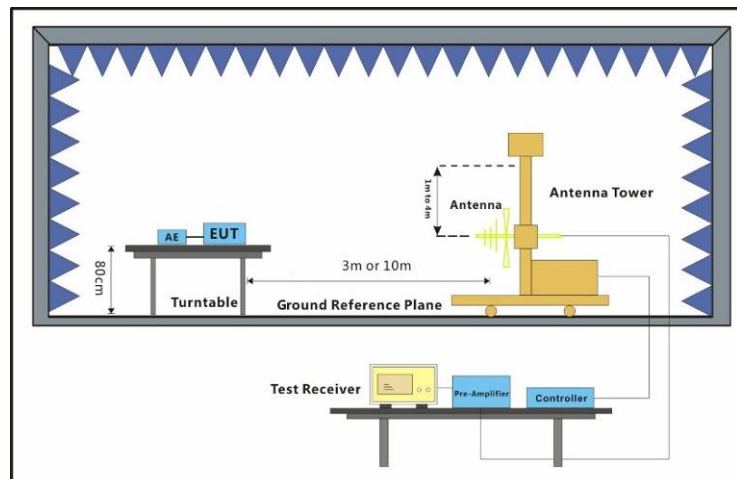 1m to 4m
Antenna
Antenna Tower
AE
EUT
3m or 10m
80cm
Turntable
Ground Reference Plane
Test Receiver
Pre-Amplifier
Controller